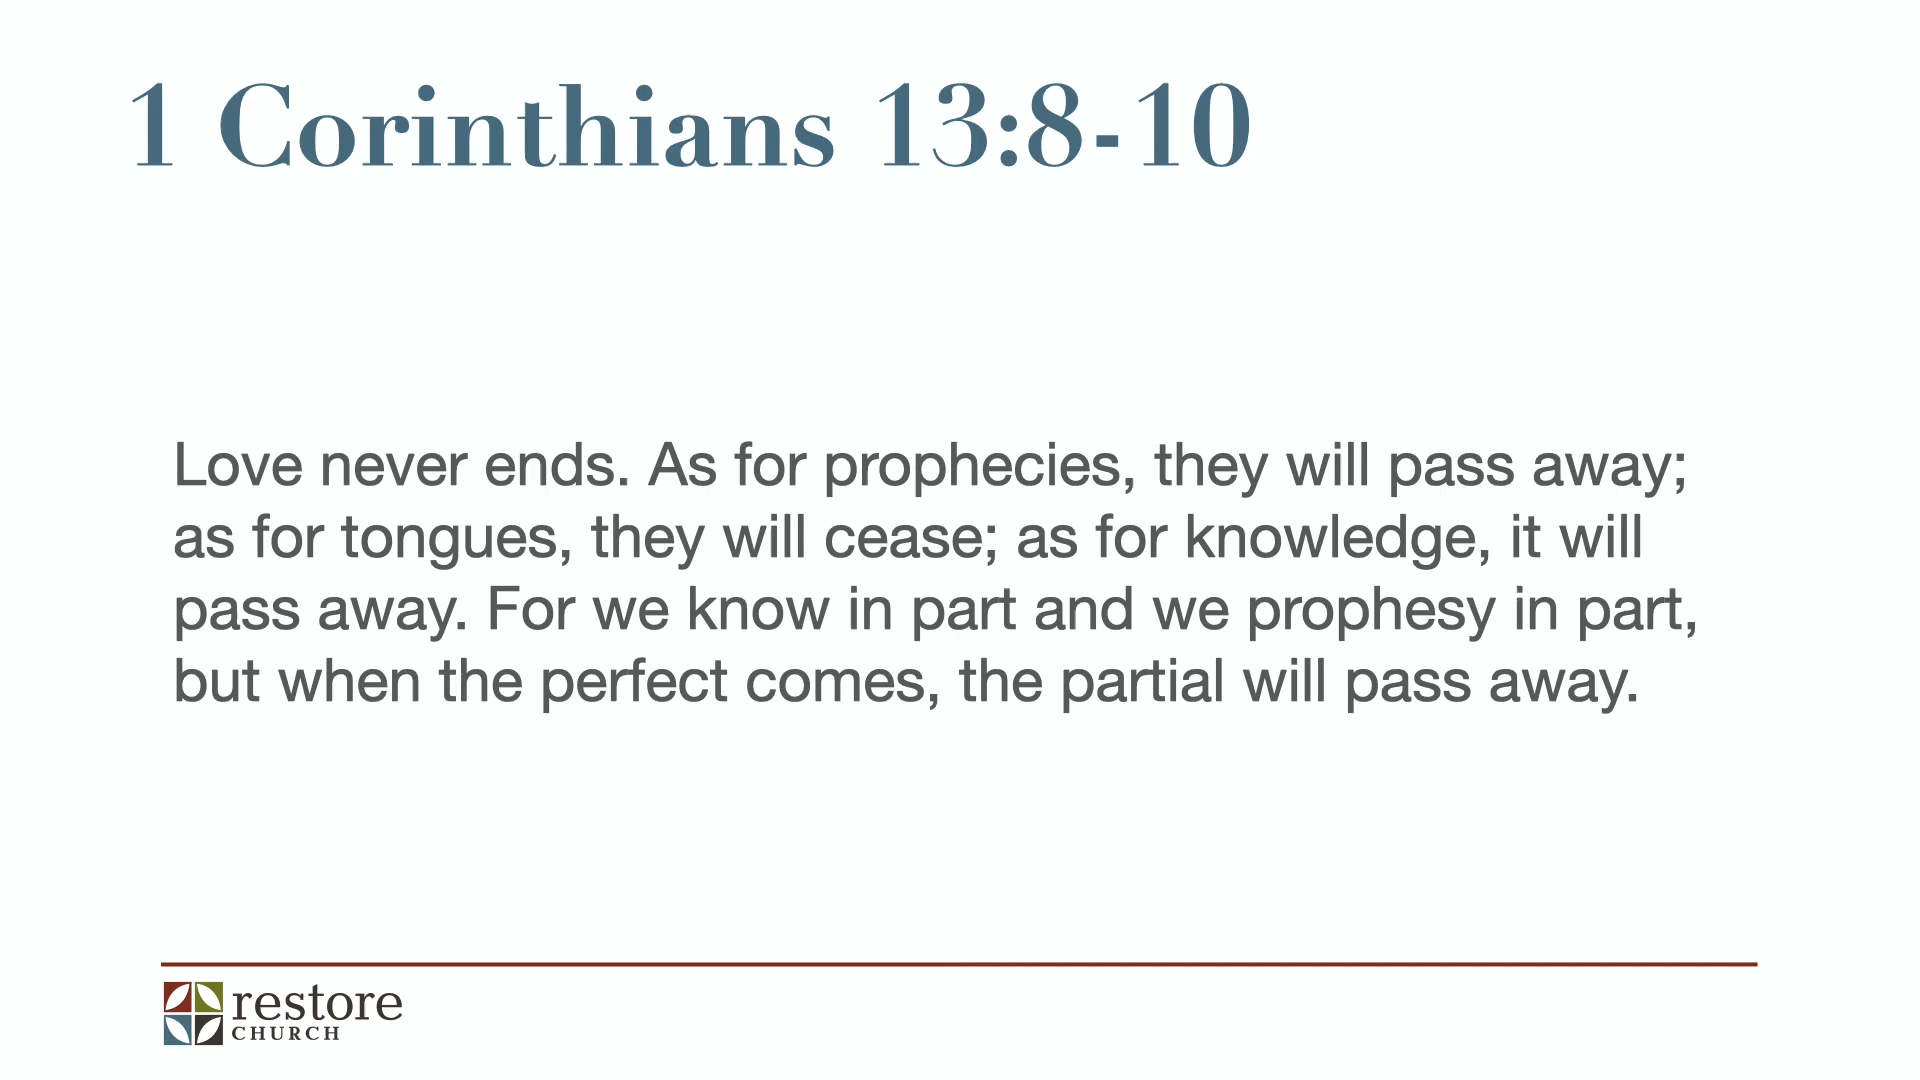 1 Corinthians 13:8-10
Love never ends. As for prophecies, they will pass away;
as for tongues, they will cease; as for knowledge, it will
pass away. For we know in part and we prophesy in part,
but when the perfect comes, the partial will pass away.
restore
CHURCH